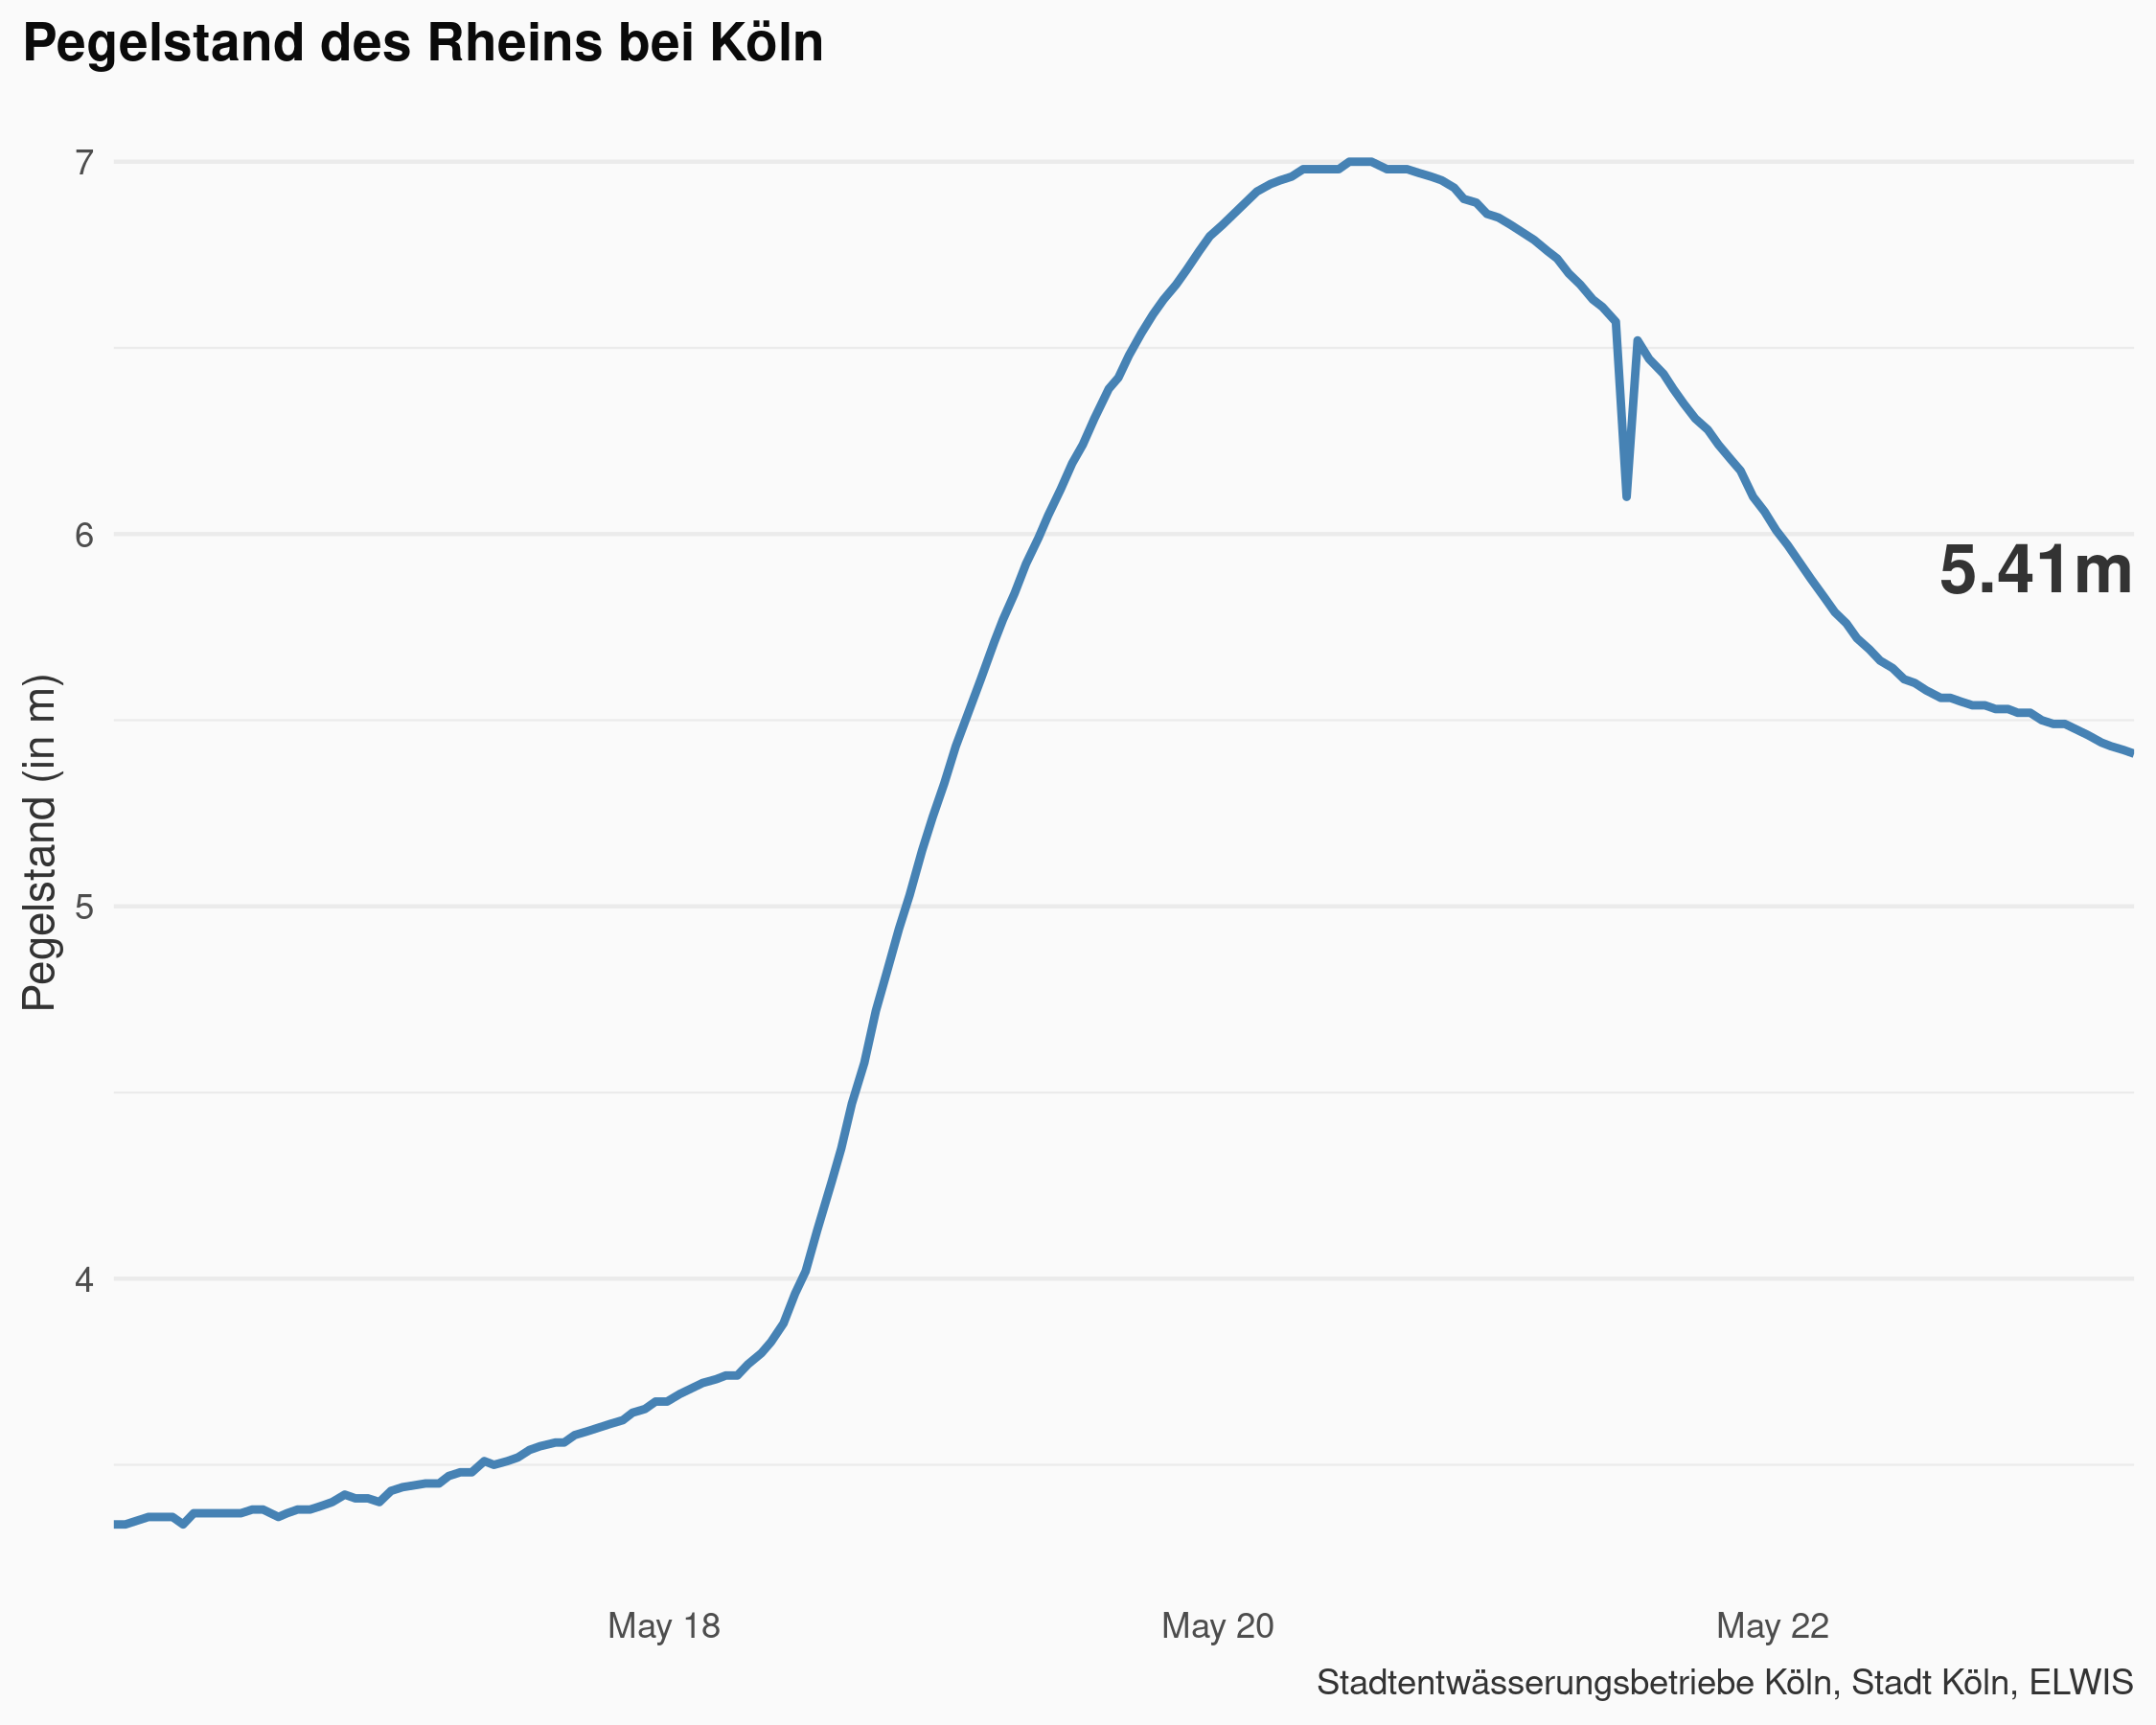 Pegelstand des Rheins bei Köln
Pegelstand (in m)
7
6
5
4
5.41m
May 18
May 20
May 22
Stadtentwässerungsbetriebe Köln, Stadt Köln, ELWIS